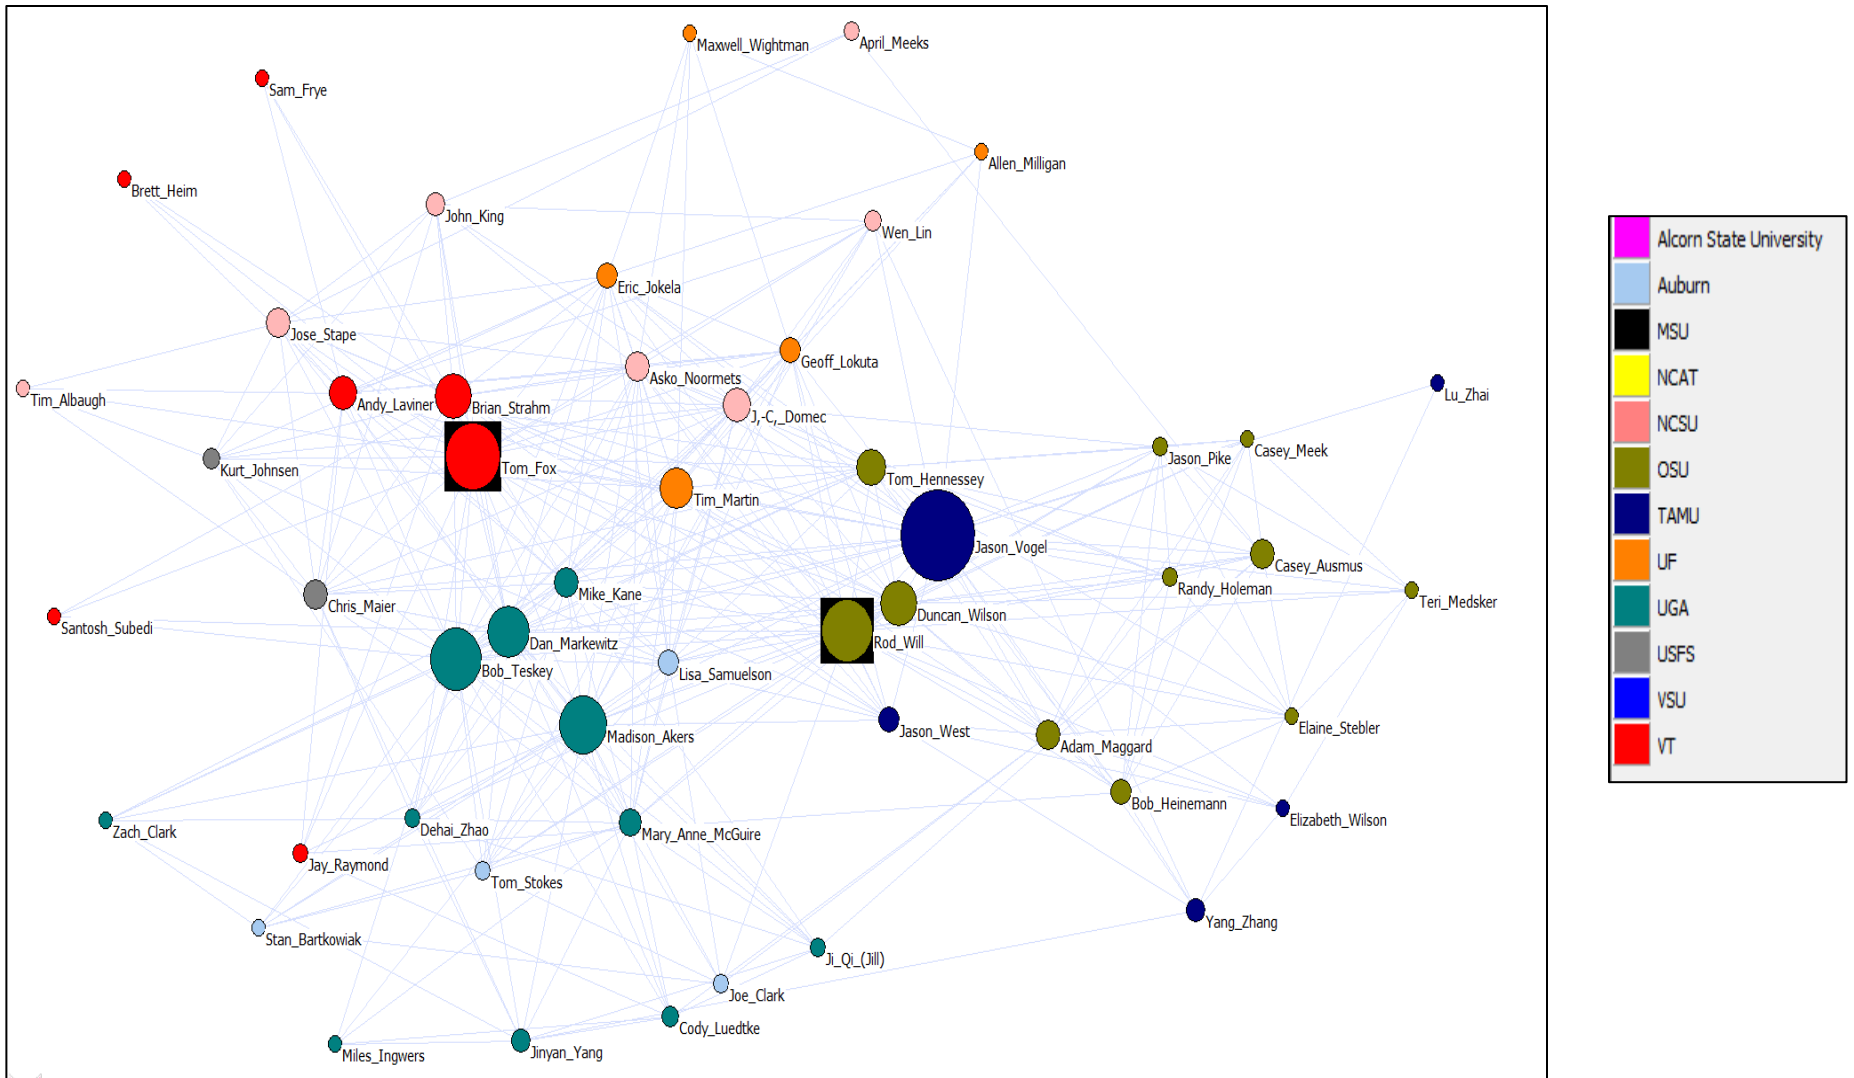 Maxwell_Wightman
April_Meeks
Sam_Frye
Allen_Milligan
Brett_Heim
John_King
Wen_Lin
Eric_Jokela
Jose_Stape
Geoff_Lokuta
Asko_Noormets
Tim_Albaugh
Andy_Laviner
Brian_Strahm
J,-C,_Domec
Lu_Zhai
Jason_Pike
Casey_Meek
Kurt_Johnsen
Tom_Fox
Tom_Hennessey
Tim_Martin
Jason_Vogel
Casey_Ausmus
Mike_Kane
Randy_Holeman
Teri_Medsker
Chris_Maier
Duncan_Wilson
Santosh_Subedi
Dan_Markewitz
Rod_Will
Bob_Teskey
Lisa_Samuelson
Jason_West
Elaine_Stebler
Madison_Akers
Adam_Maggard
Bob_Heinemann
Elizabeth_Wilson
Zach_Clark
Dehai_Zhao
Mary_Anne_McGuire
Jay_Raymond
Tom_Stokes
Yang_Zhang
Stan_Bartkowiak
Ji_Qi_(Jill)
Joe_Clark
Cody_Luedtke
Miles_Ingwers
Jinyan_Yang
Alcorn State University
Auburn
MSU
NCAT
NCSU
OSU
TAMU
UF
UGA
USFS
VSU
VT